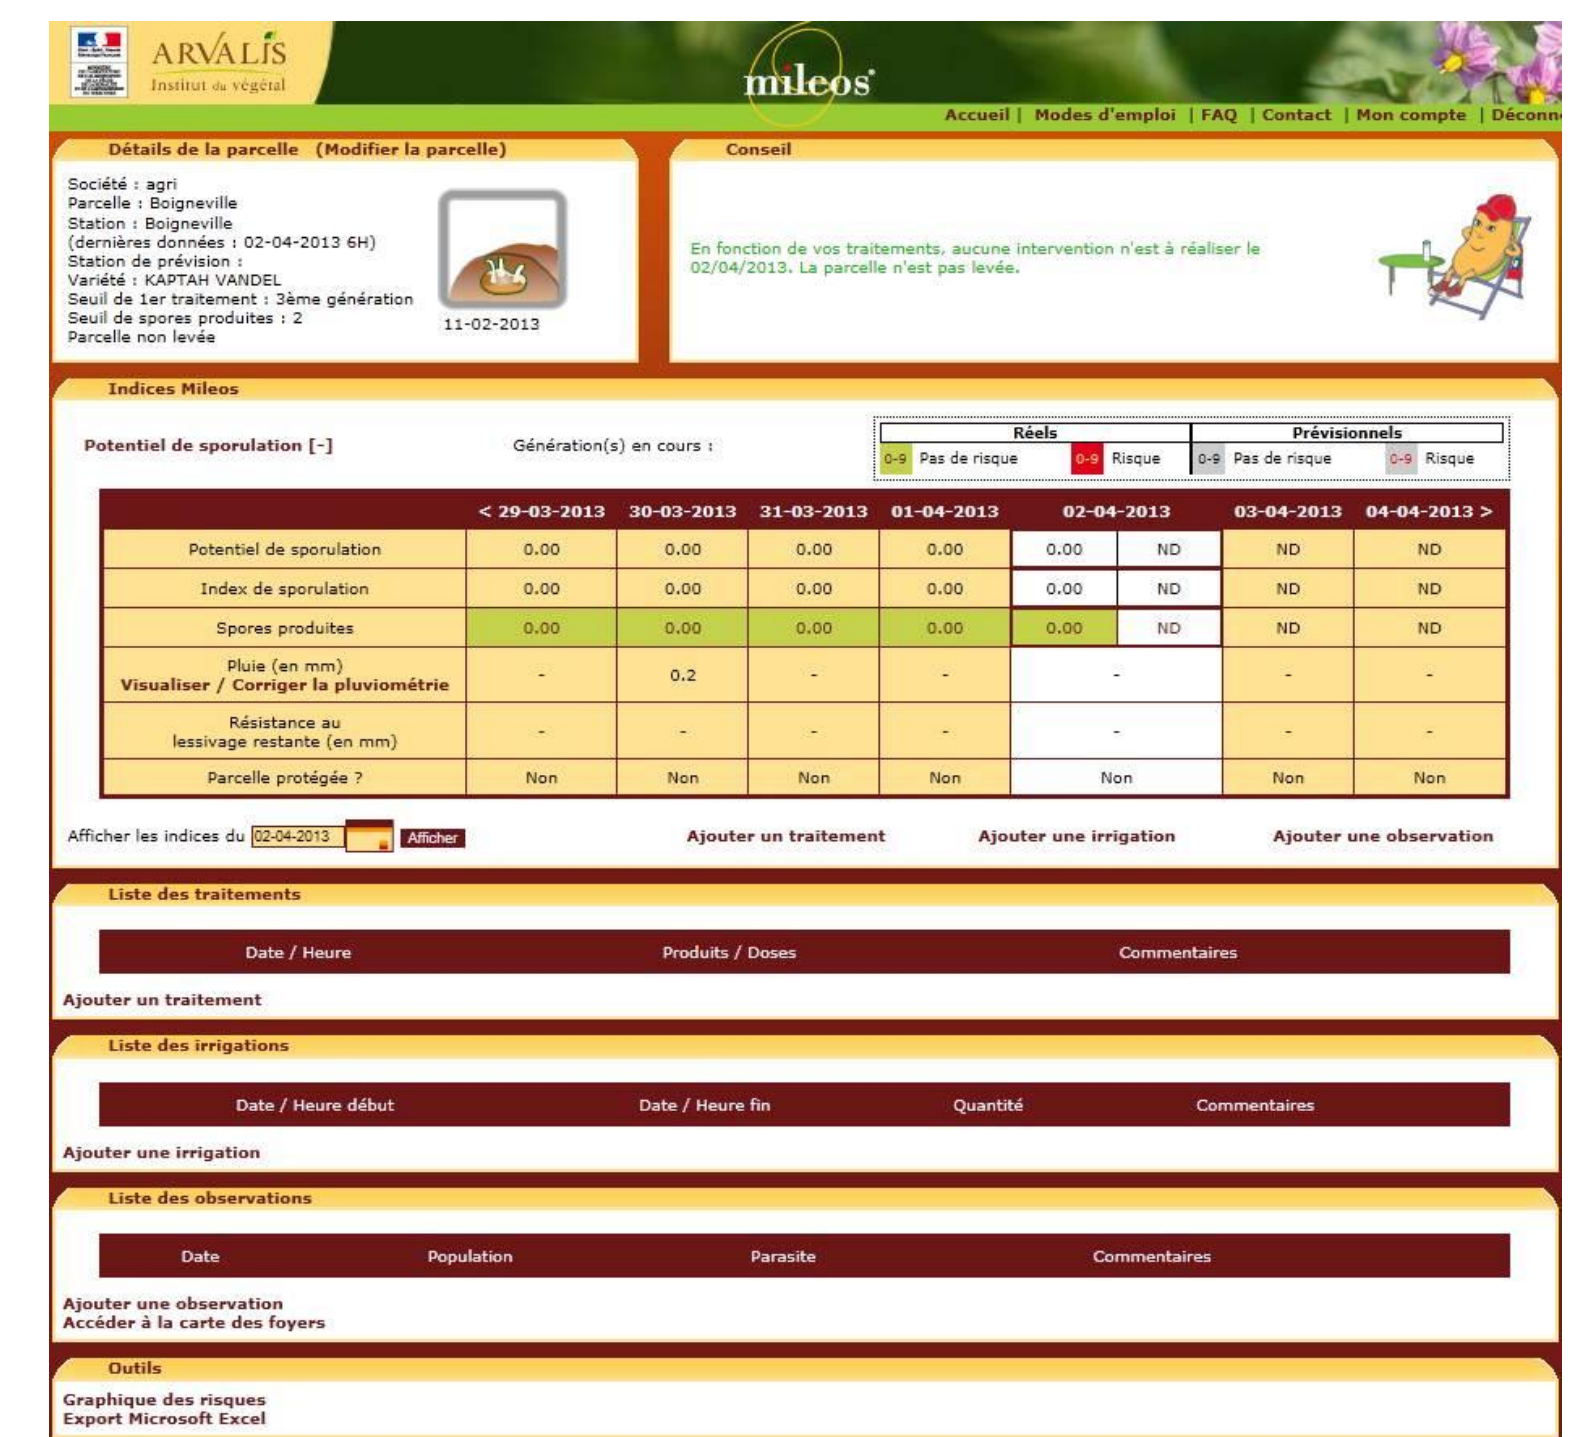 ARVALIS
Institut du végétal
mileos®
Accueil | Modes d'emploi | FAQ | Contact | Mon compte | Déconn
Détails de la parcelle (Modifier la parcelle)
Société : agri
Parcelle : Boigneville
Station : Boigneville
(dernières données : 02-04-2013 6H)
Station de prévision :
Variété : KAPTAH VANDEL
Seuil de 1er traitement : 3ème génération
Seuil de spores produites : 2
Parcelle non levée
11-02-2013
Conseil
En fonction de vos traitements, aucune intervention n'est à réaliser le
02/04/2013. La parcelle n'est pas levée.
Indices Mileos
Potentiel de sporulation [-]
Génération(s) en cours :
Réels Prévisionnels
0-9 Pas de risque 0-9 Risque 0-9 Pas de risque 0-9 Risque
< 29-03-2013 30-03-2013 31-03-2013 01-04-2013 02-04-2013 03-04-2013 04-04-2013 >
Potentiel de sporulation 0.00 0.00 0.00 0.00 0.00 ND ND ND
Index de sporulation 0.00 0.00 0.00 0.00 0.00 ND ND ND
Spores produites 0.00 0.00 0.00 0.00 0.00 ND ND ND
Pluie (en mm)
Visualiser / Corriger la pluviométrie - 0.2 - - - - -
Résistance au
lessivage restante (en mm) - - - - - - -
Parcelle protégée ? Non Non Non Non Non Non Non
Afficher les indices du 02-04-2013 Afficher
Ajouter un traitement Ajouter une irrigation Ajouter une observation
Liste des traitements
Date / Heure Produits / Doses Commentaires
Ajouter un traitement
Liste des irrigations
Date / Heure début Date / Heure fin Quantité Commentaires
Ajouter une irrigation
Liste des observations
Date Population Parasite Commentaires
Ajouter une observation
Accéder à la carte des foyers
Outils
Graphique des risques
Export Microsoft Excel